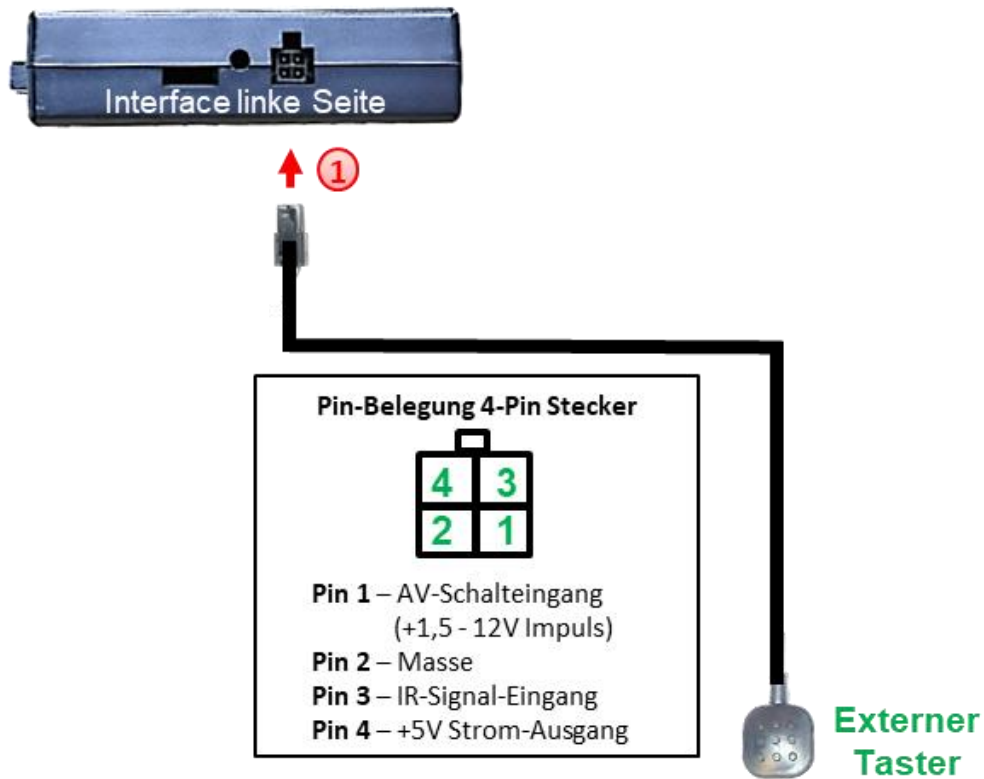 Interface linke Seite
1
Pin-Belegung 4-Pin Stecker
4 3
2 1
Pin 1 – AV-Schalteingang
(+1,5 - 12V Impuls)
Pin 2 – Masse
Pin 3 – IR-Signal-Eingang
Pin 4 – +5V Strom-Ausgang
Externer
Taster